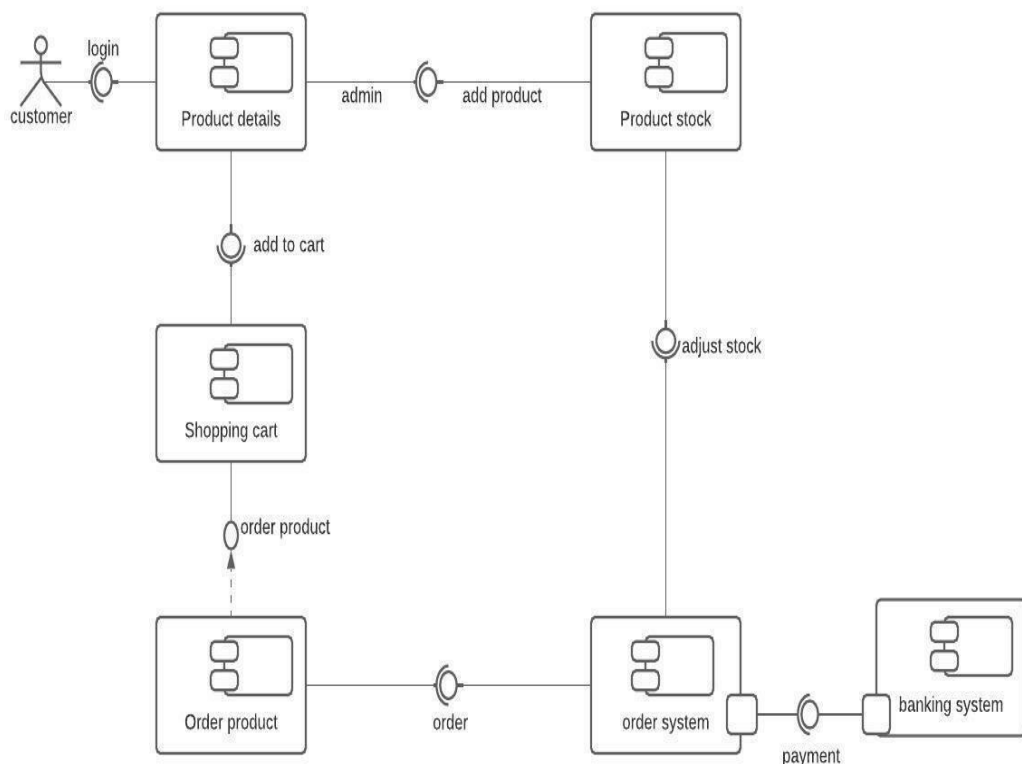 login
customer
Product details
admin
add product
Product stock
add to cart
adjust stock
Shopping cart
order product
Order product
order
order system
banking system
payment